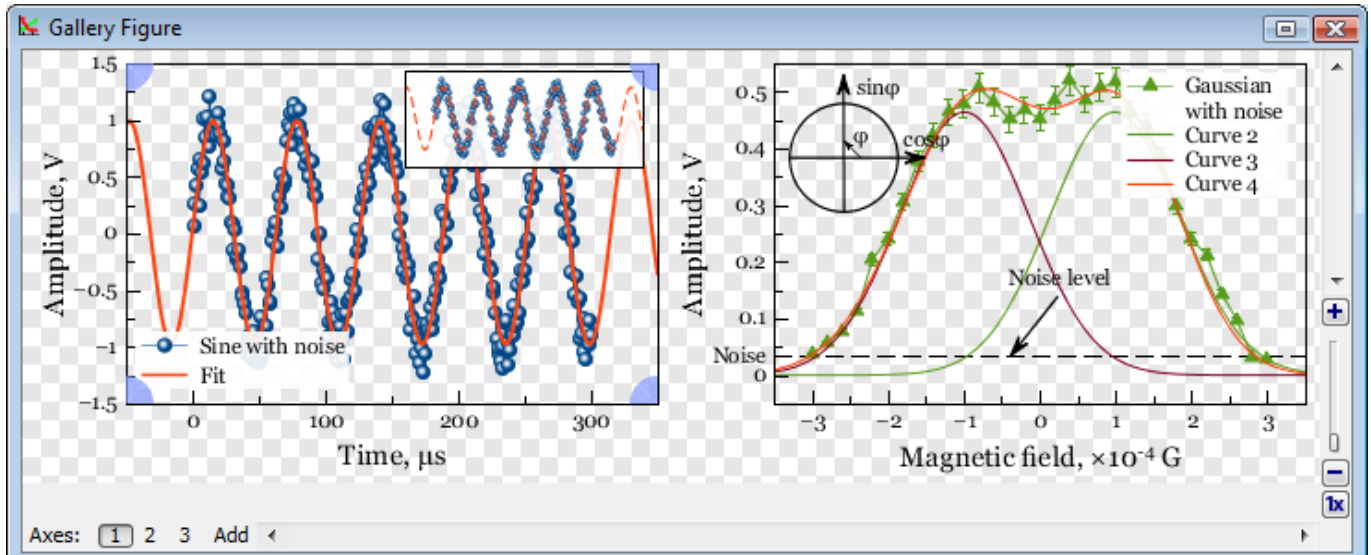 Gallery Figure
1.5
1
0.5
0
−0.5
−1
−1.5
Amplitude, V
Sine with noise
Fit
0
100
200
300
Time, μs
0.5
0.4
0.3
0.2
0.1
Noise
0
Amplitude, V
sinφ
φ
cosφ
Gaussian
with noise
Curve 2
Curve 3
Curve 4
Noise level
−3
−2
−1
0
1
2
3
Magnetic field, ×10⁻⁴ G
1x
Axes: 1 2 3 Add